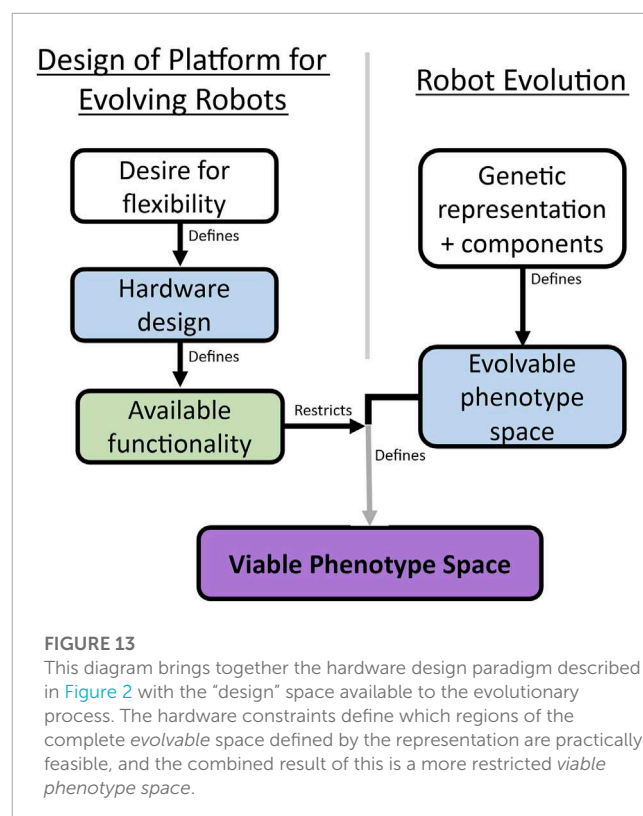 Design of Platform for
Evolving Robots
Robot Evolution
Desire for
flexibility
Defines
Hardware
design
Defines
Available
functionality
Restricts
Genetic
representation
+ components
Defines
Evolvable
phenotype
space
Defines
Viable Phenotype Space
FIGURE 13
This diagram brings together the hardware design paradigm described
in Figure 2 with the “design” space available to the evolutionary
process. The hardware constraints define which regions of the
complete evolvable space defined by the representation are practically
feasible, and the combined result of this is a more restricted viable
phenotype space.